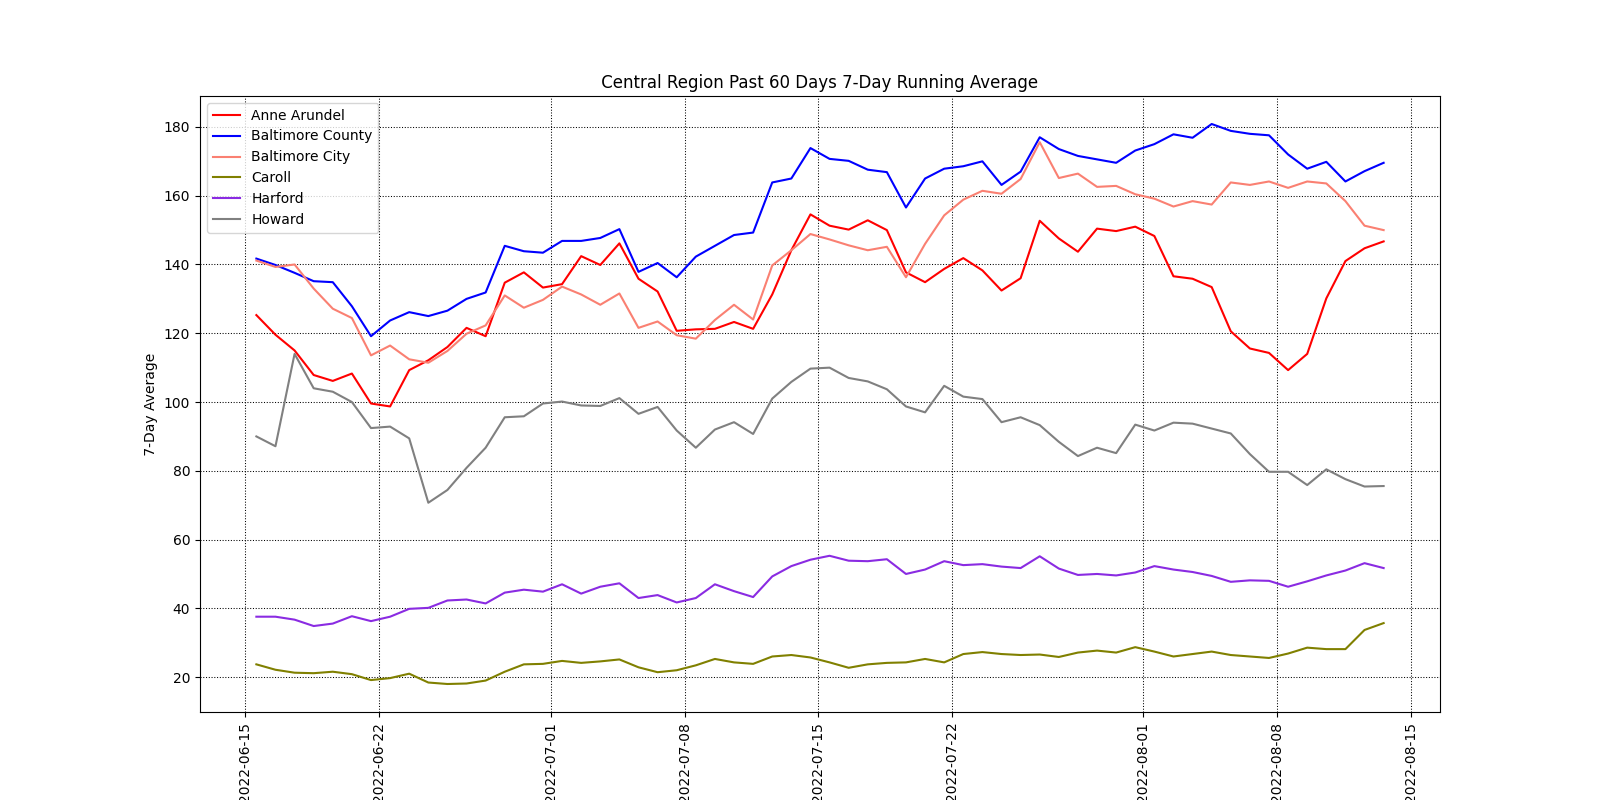 Central Region Past 60 Days 7-Day Running Average
Anne Arundel
Baltimore County
Baltimore City
Caroll
Harford
Howard
7-Day Average
180
160
140
120
100
80
60
40
20
2022-06-15
2022-06-22
2022-07-01
2022-07-08
2022-07-15
2022-07-22
2022-08-01
2022-08-08
2022-08-15